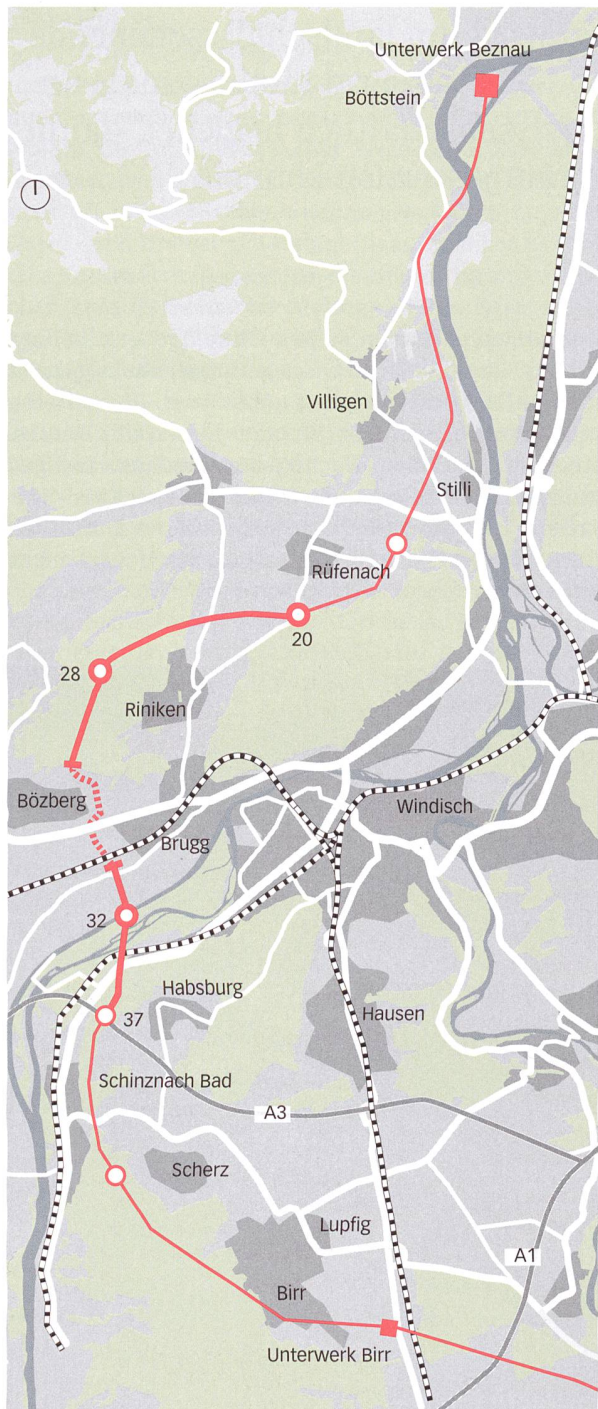 Unterwerk Beznau
Böttstein
Villigen
Stilli
Rüfenach
20
28
Riniken
Bözberg
Windisch
Brugg
32
Habsburg
37
Hausen
Schinznach Bad
A3
Scherz
Lupfig
A1
Birr
Unterwerk Birr